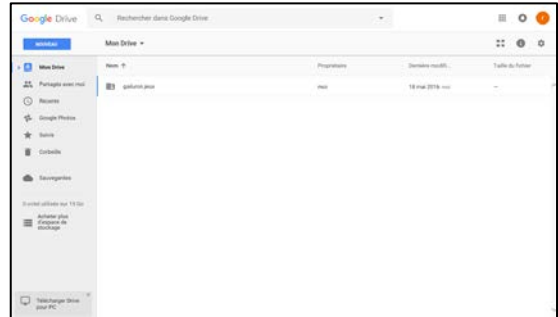 Google Drive
Rechercher dans Google Drive
NOUVEAU
Mon Drive
Nom ↑
Propriétaire
Dernière modifi...
Taille du fichier
Mon Drive
moi
18 mai 2016 moi
–
Partagés avec moi
Récents
Google Photos
Suivis
Corbeille
Sauvegardes
Acheter plus
d'espace de
stockage
Télécharger Drive
pour PC